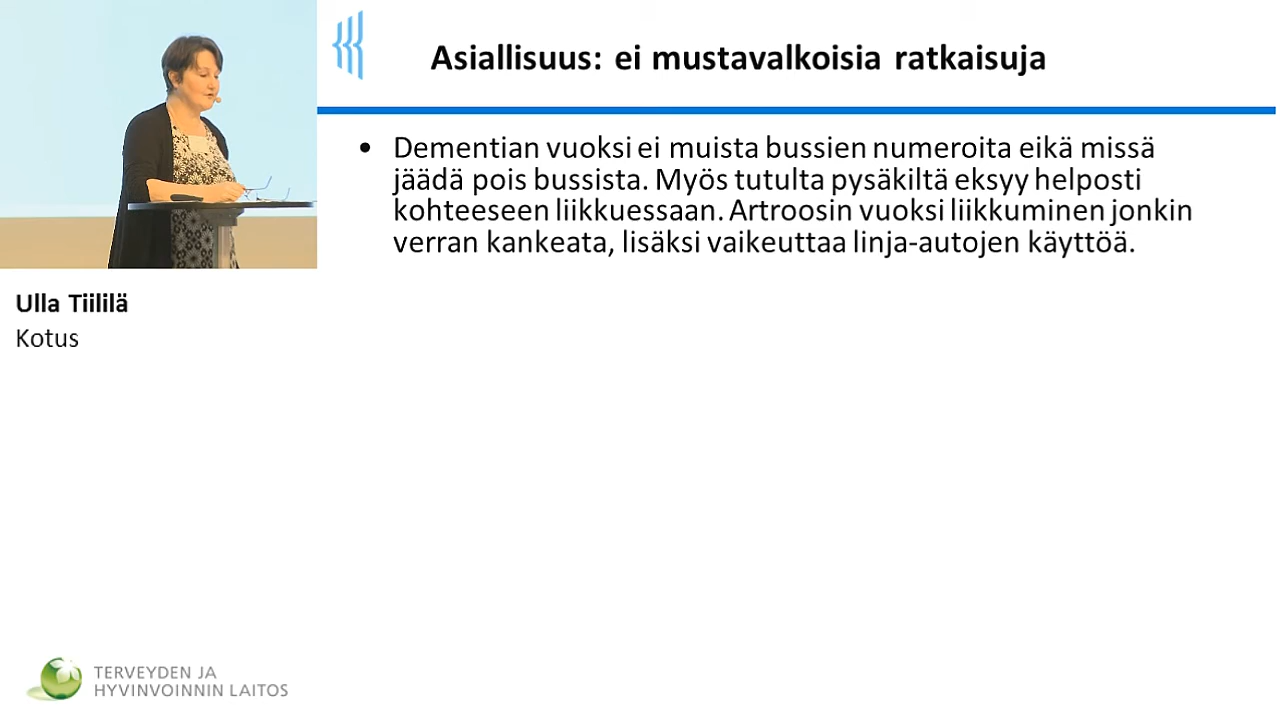 Asiallisuus: ei mustavalkoisia ratkaisuja
• Dementian vuoksi ei muista bussien numeroita eikä missä
jäädä pois bussista. Myös tutulta pysäkiltä eksyy helposti
kohteeseen liikkuessaan. Artroosin vuoksi liikkuminen jonkin
verran kankeata, lisäksi vaikeuttaa linja-autojen käyttöä.
Ulla Tiililä
Kotus
TERVEYDEN JA
HYVINVOINNIN LAITOS